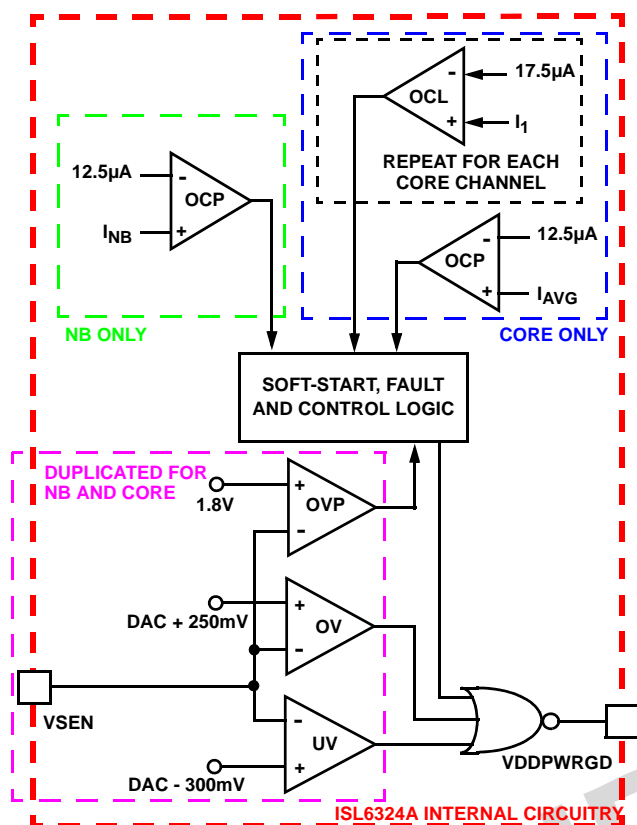 -
17.5µA
OCL
+
I1
REPEAT FOR EACH
CORE CHANNEL
12.5µA
-
OCP
INB
+
-
12.5µA
OCP
+
IAVG
NB ONLY
CORE ONLY
SOFT-START, FAULT
AND CONTROL LOGIC
DUPLICATED FOR
NB AND CORE
+
1.8V
OVP
-
DAC + 250mV
+
OV
-
VSEN
-
UV
+
DAC - 300mV
VDDPWRGD
ISL6324A INTERNAL CIRCUITRY